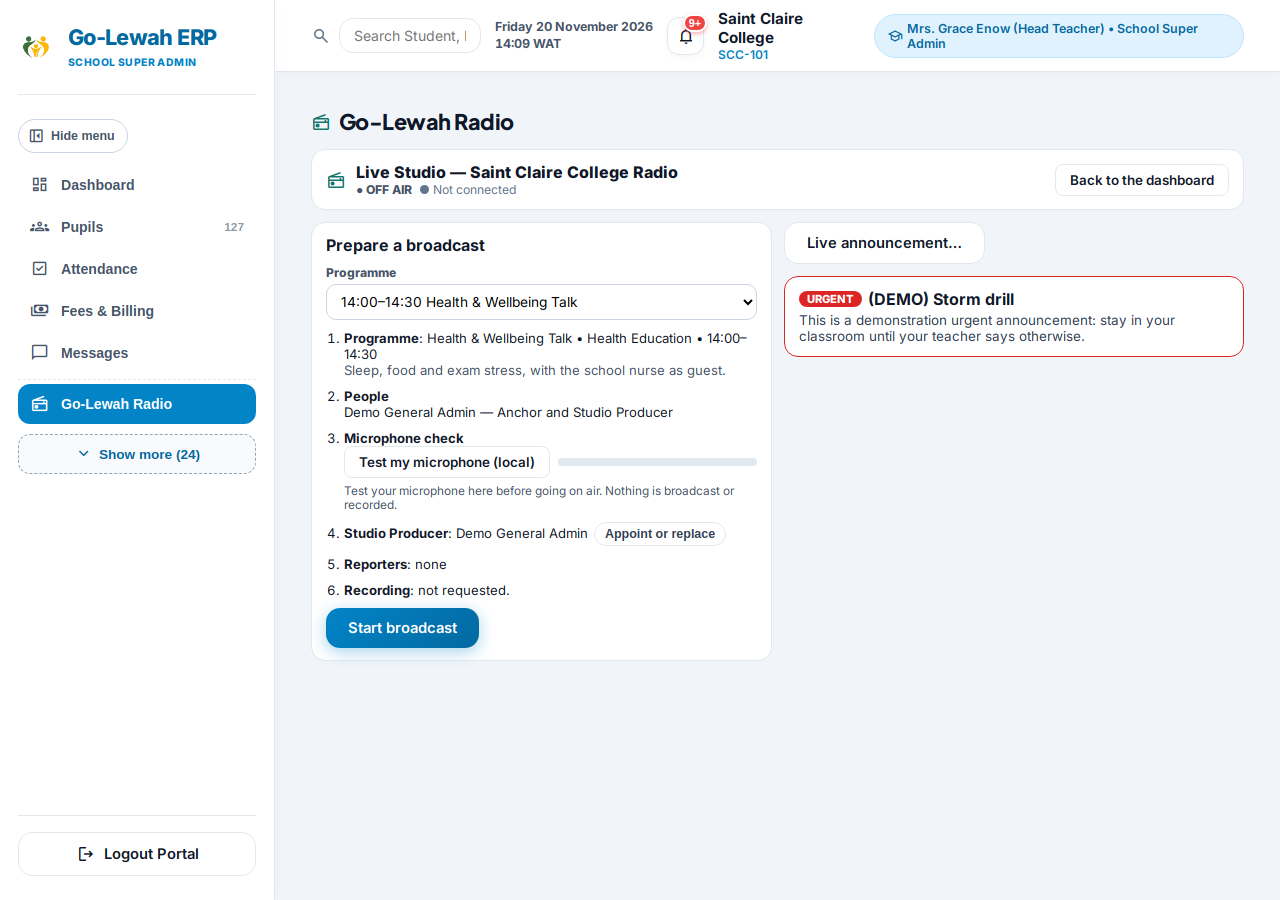 Go-Lewah ERP
SCHOOL SUPER ADMIN
Hide menu
Dashboard
Pupils 127
Attendance
Fees & Billing
Messages
Go-Lewah Radio
Show more (24)
Logout Portal
Search Student, I
Friday 20 November 2026
14:09 WAT
9+
Saint Claire
College
SCC-101
Mrs. Grace Enow (Head Teacher) • School Super
Admin
Go-Lewah Radio
Live Studio — Saint Claire College Radio
● OFF AIR ● Not connected
Back to the dashboard
Prepare a broadcast
Programme
14:00–14:30 Health & Wellbeing Talk
1. Programme: Health & Wellbeing Talk • Health Education • 14:00–
14:30
Sleep, food and exam stress, with the school nurse as guest.
2. People
Demo General Admin — Anchor and Studio Producer
3. Microphone check
Test my microphone (local)
Test your microphone here before going on air. Nothing is broadcast or
recorded.
4. Studio Producer: Demo General Admin Appoint or replace
5. Reporters: none
6. Recording: not requested.
Start broadcast
Live announcement...
URGENT (DEMO) Storm drill
This is a demonstration urgent announcement: stay in your
classroom until your teacher says otherwise.